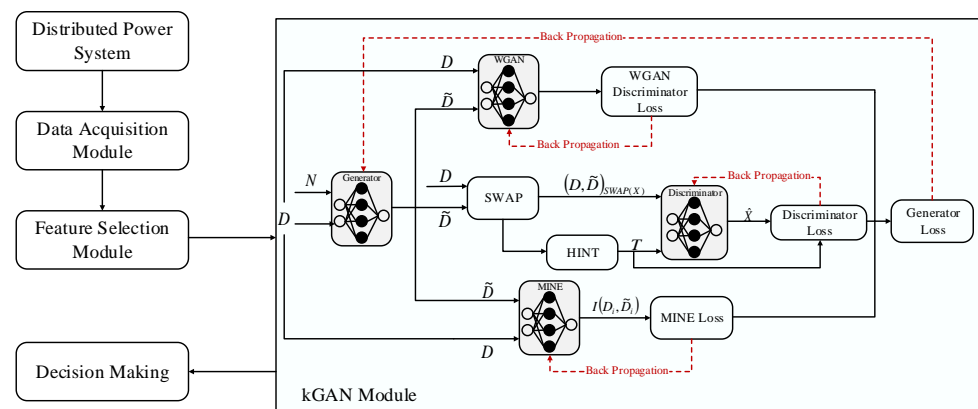 Distributed Power
System
Data Acquisition
Module
Feature Selection
Module
Decision Making
Back Propagation
D
D̃
WGAN
WGAN
Discriminator
Loss
Back Propagation
N
D
Generator
D
D̃
SWAP
(D, D̃)SWAP(X)
HINT
T
Discriminator
X̂
Back Propagation
Discriminator
Loss
Generator
Loss
D̃
D
MINE
I(Di, D̃i)
MINE Loss
Back Propagation
kGAN Module